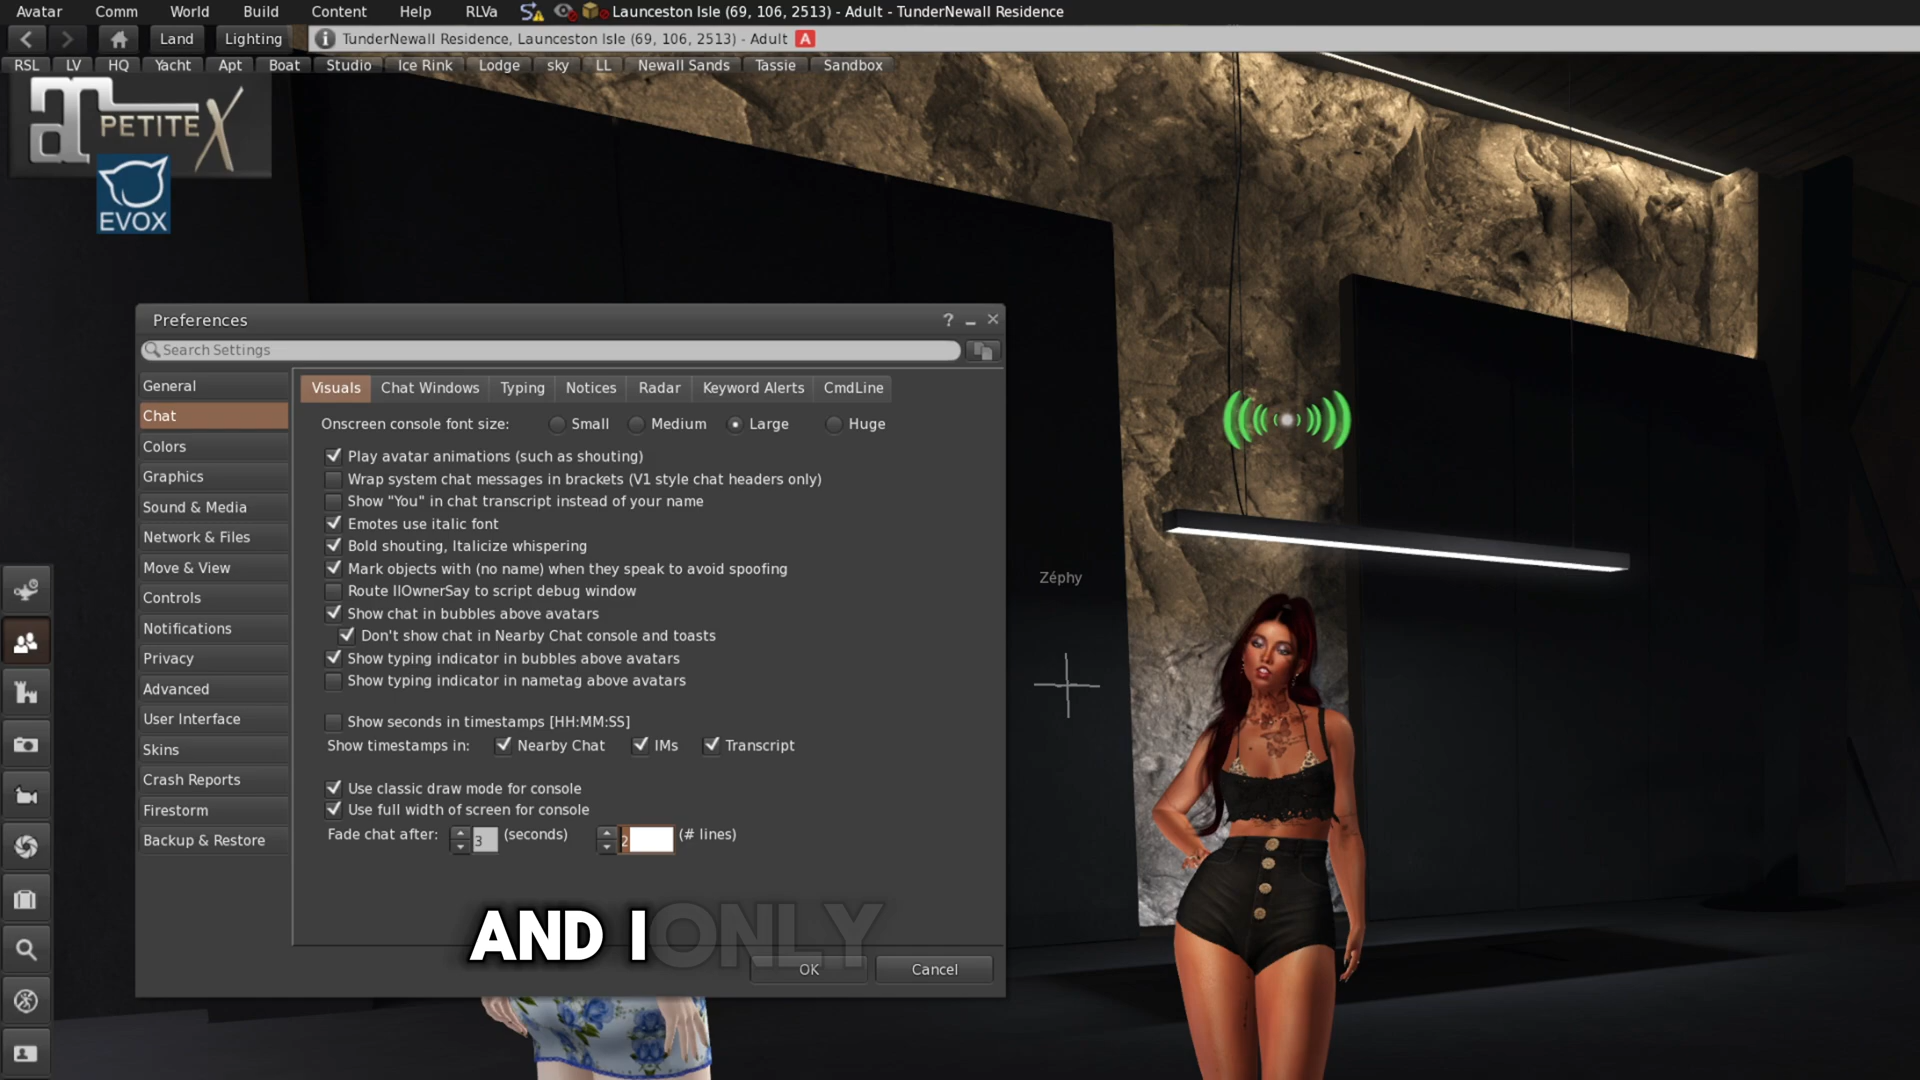 Avatar Comm World Build Content Help RLVa Launceston Isle (69, 106, 2513) - Adult - TunderNewall Residence
Land Lighting TunderNewall Residence, Launceston Isle (69, 106, 2513) - Adult A
RSL LV HQ Yacht Apt Boat Studio Ice Rink Lodge sky LL Newall Sands Tassie Sandbox
PETITE X
EVOX
Preferences
Search Settings
General
Chat
Colors
Graphics
Sound & Media
Network & Files
Move & View
Controls
Notifications
Privacy
Advanced
User Interface
Skins
Crash Reports
Firestorm
Backup & Restore
Visuals Chat Windows Typing Notices Radar Keyword Alerts CmdLine
Onscreen console font size: Small Medium Large Huge
Play avatar animations (such as shouting)
Wrap system chat messages in brackets (V1 style chat headers only)
Show "You" in chat transcript instead of your name
Emotes use italic font
Bold shouting, Italicize whispering
Mark objects with (no name) when they speak to avoid spoofing
Route llOwnerSay to script debug window
Show chat in bubbles above avatars
Don't show chat in Nearby Chat console and toasts
Show typing indicator in bubbles above avatars
Show typing indicator in nametag above avatars
Show seconds in timestamps [HH:MM:SS]
Show timestamps in: Nearby Chat IMs Transcript
Use classic draw mode for console
Use full width of screen for console
Fade chat after: 3 (seconds) 2 (# lines)
OK Cancel
Zéphy
AND I ONLY